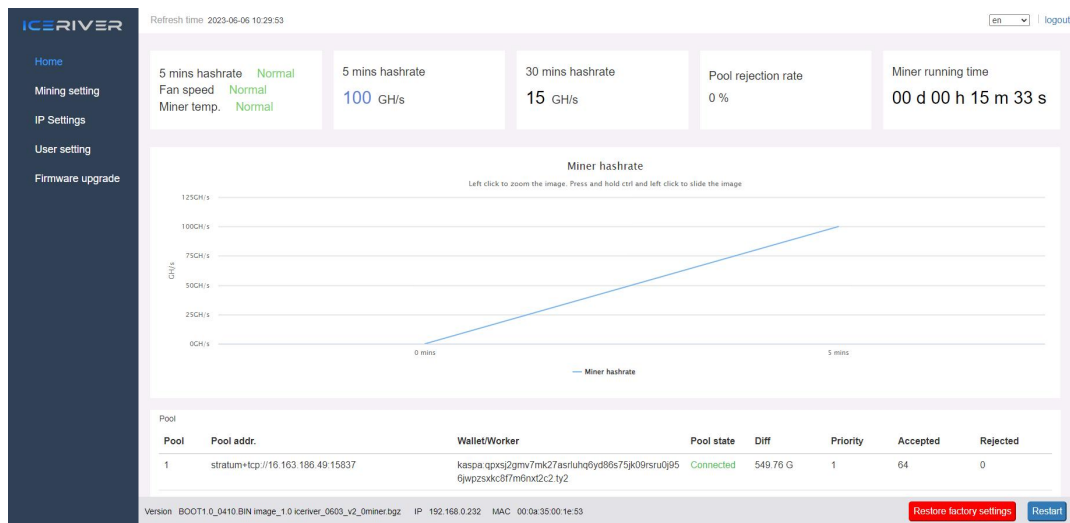 ICERIVER
Refresh time 2023-06-06 10:29:53
en
logout
Home
Mining setting
IP Settings
User setting
Firmware upgrade
5 mins hashrate Normal
Fan speed Normal
Miner temp. Normal
5 mins hashrate
100 GH/s
30 mins hashrate
15 GH/s
Pool rejection rate
0 %
Miner running time
00 d 00 h 15 m 33 s
Miner hashrate
Left click to zoom the image. Press and hold ctrl and left click to slide the image
GH/s
125GH/s
100GH/s
75GH/s
50GH/s
25GH/s
0GH/s
0 mins
5 mins
Miner hashrate
Pool
Pool Pool addr. Wallet/Worker Pool state Diff Priority Accepted Rejected
1 stratum+tcp://16.163.186.49:15837 kaspa:qpxsj2gmv7mk27asrluhq6yd86s75jk09rsru0j95 Connected 549.76 G 1 64 0
6jwpzsxkc8f7m6nxt2c2.ty2
Version BOOT1.0_0410.BIN image_1.0 iceriver_0603_v2_0miner.bgz IP 192.168.0.232 MAC 00:0a:35:00:1e:53
Restore factory settings
Restart